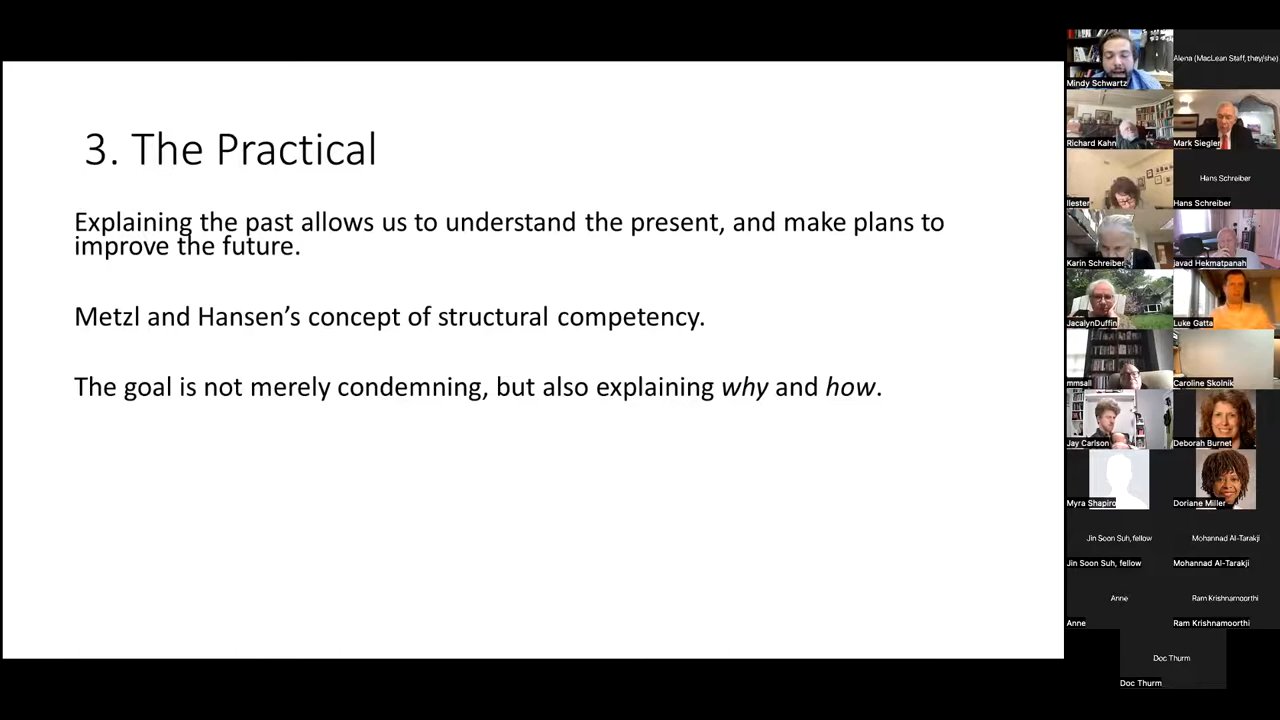 3. The Practical
Explaining the past allows us to understand the present, and make plans to
improve the future.
Metzl and Hansen’s concept of structural competency.
The goal is not merely condemning, but also explaining why and how.
Mindy Schwartz
Alena (MacLean Staff, they/she)
Richard Kahn
Mark Siegler
llester
Hans Schreiber
Hans Schreiber
Karin Schreiber
javad Hekmatpanah
JacalynDuffin
Luke Gatta
mmsall
Caroline Skolnik
Jay Carlson
Deborah Burnet
Myra Shapiro
Doriane Miller
Jin Soon Suh, fellow
Mohannad Al-Tarakji
Jin Soon Suh, fellow
Mohannad Al-Tarakji
Anne
Ram Krishnamoorthi
Anne
Ram Krishnamoorthi
Doc Thurm
Doc Thurm